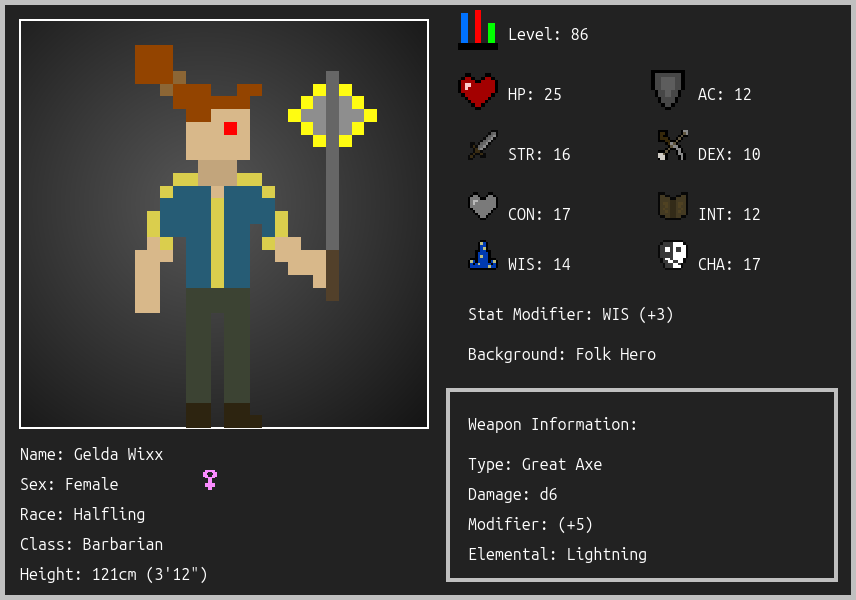 Level: 86
HP: 25
AC: 12
STR: 16
DEX: 10
CON: 17
INT: 12
WIS: 14
CHA: 17
Stat Modifier: WIS (+3)
Background: Folk Hero
Weapon Information:
Type: Great Axe
Damage: d6
Modifier: (+5)
Elemental: Lightning
Name: Gelda Wixx
Sex: Female
Race: Halfling
Class: Barbarian
Height: 121cm (3'12")